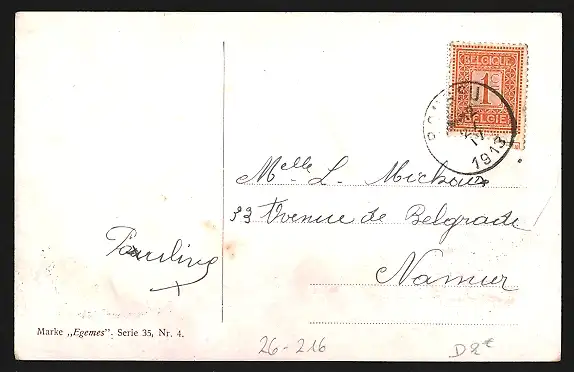 BELGIQUE
1c
BELGIË
1913
Melle L. Michaux
33 Avenue de Belgrade
Namur
Pauline
Marke „Egemes". Serie 35, Nr. 4.
26-216
D2€